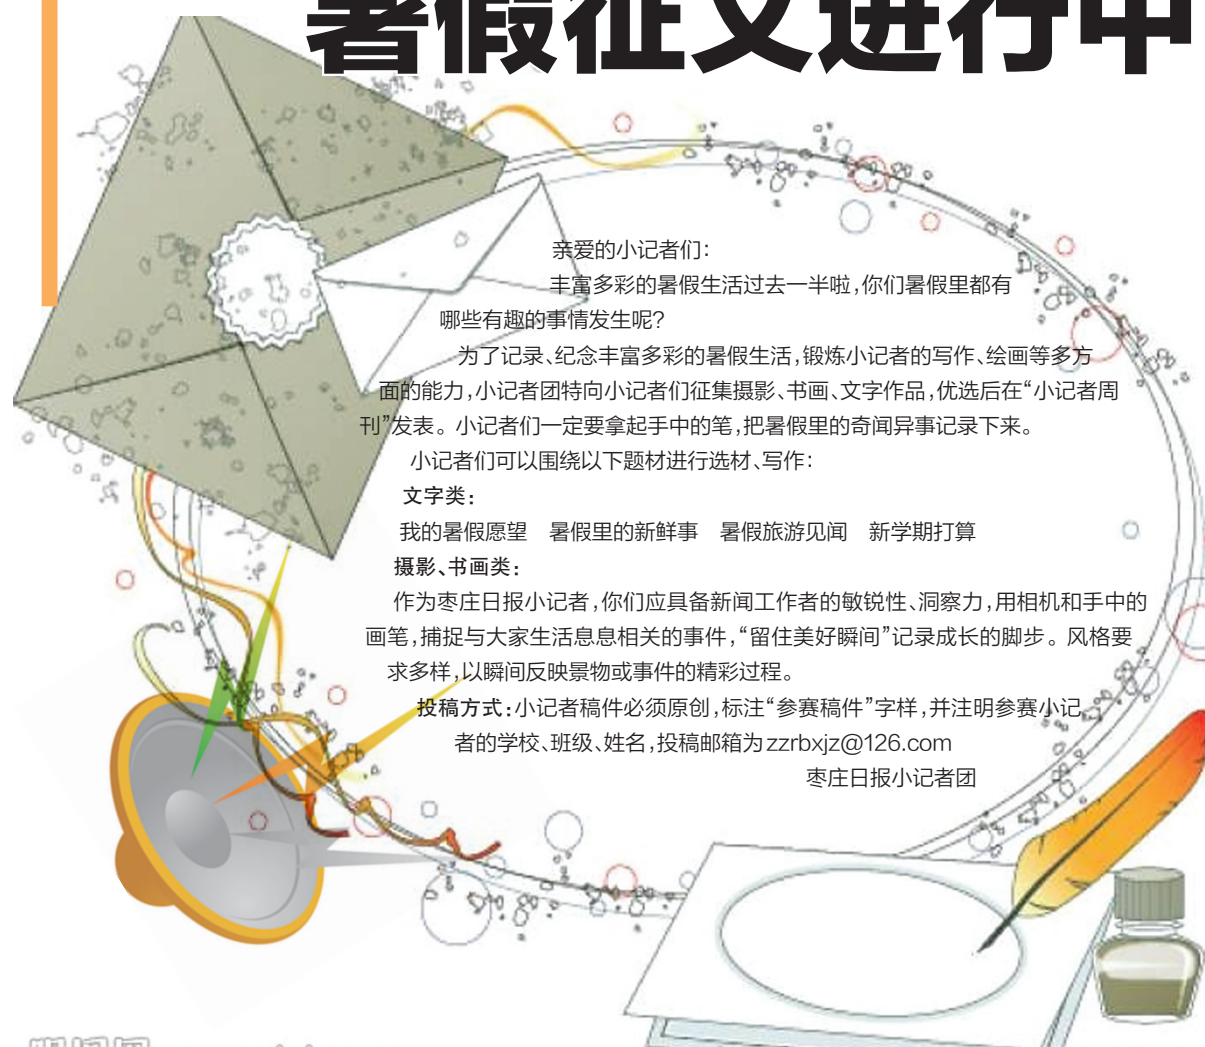 暑假征文进行中
亲爱的小记者们：
丰富多彩的暑假生活过去一半啦，你们暑假里都有
哪些有趣的事情发生呢？
为了记录、纪念丰富多彩的暑假生活，锻炼小记者的写作、绘画等多方
面的能力，小记者团特向小记者们征集摄影、书画、文字作品，优选后在“小记者周
刊”发表。小记者们一定要拿起手中的笔，把暑假里的奇闻异事记录下来。
小记者们可以围绕以下题材进行选材、写作：
文字类：
我的暑假愿望　暑假里的新鲜事　暑假旅游见闻　新学期打算
摄影、书画类：
作为枣庄日报小记者，你们应具备新闻工作者的敏锐性、洞察力，用相机和手中的
画笔，捕捉与大家生活息息相关的事件，“留住美好瞬间”记录成长的脚步。风格要
求多样，以瞬间反映景物或事件的精彩过程。
投稿方式：小记者稿件必须原创，标注“参赛稿件”字样，并注明参赛小记
者的学校、班级、姓名，投稿邮箱为zzrbxjz@126.com
枣庄日报小记者团